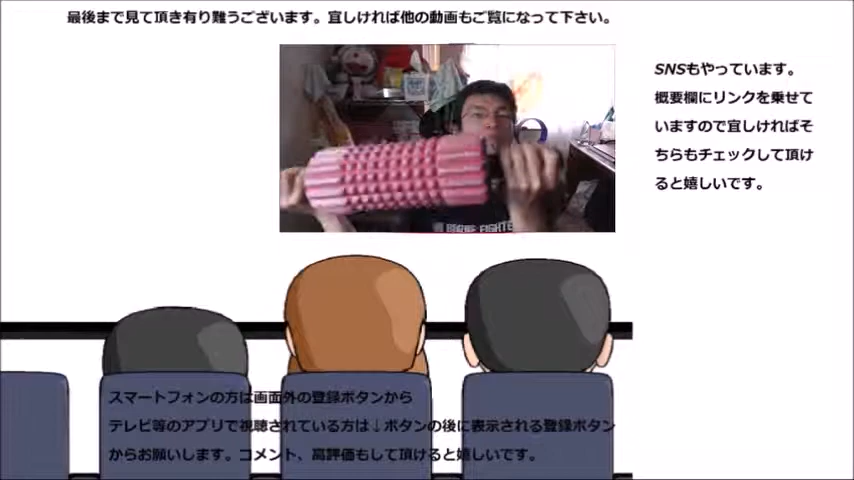 最後まで見て頂き有り難うございます。宜しければ他の動画もご覧になって下さい。
SNSもやっています。
概要欄にリンクを乗せて
いますので宜しければそ
ちらもチェックして頂け
ると嬉しいです。
スマートフォンの方は画面外の登録ボタンから
テレビ等のアプリで視聴されている方は↓ボタンの後に表示される登録ボタン
からお願いします。コメント、高評価もして頂けると嬉しいです。